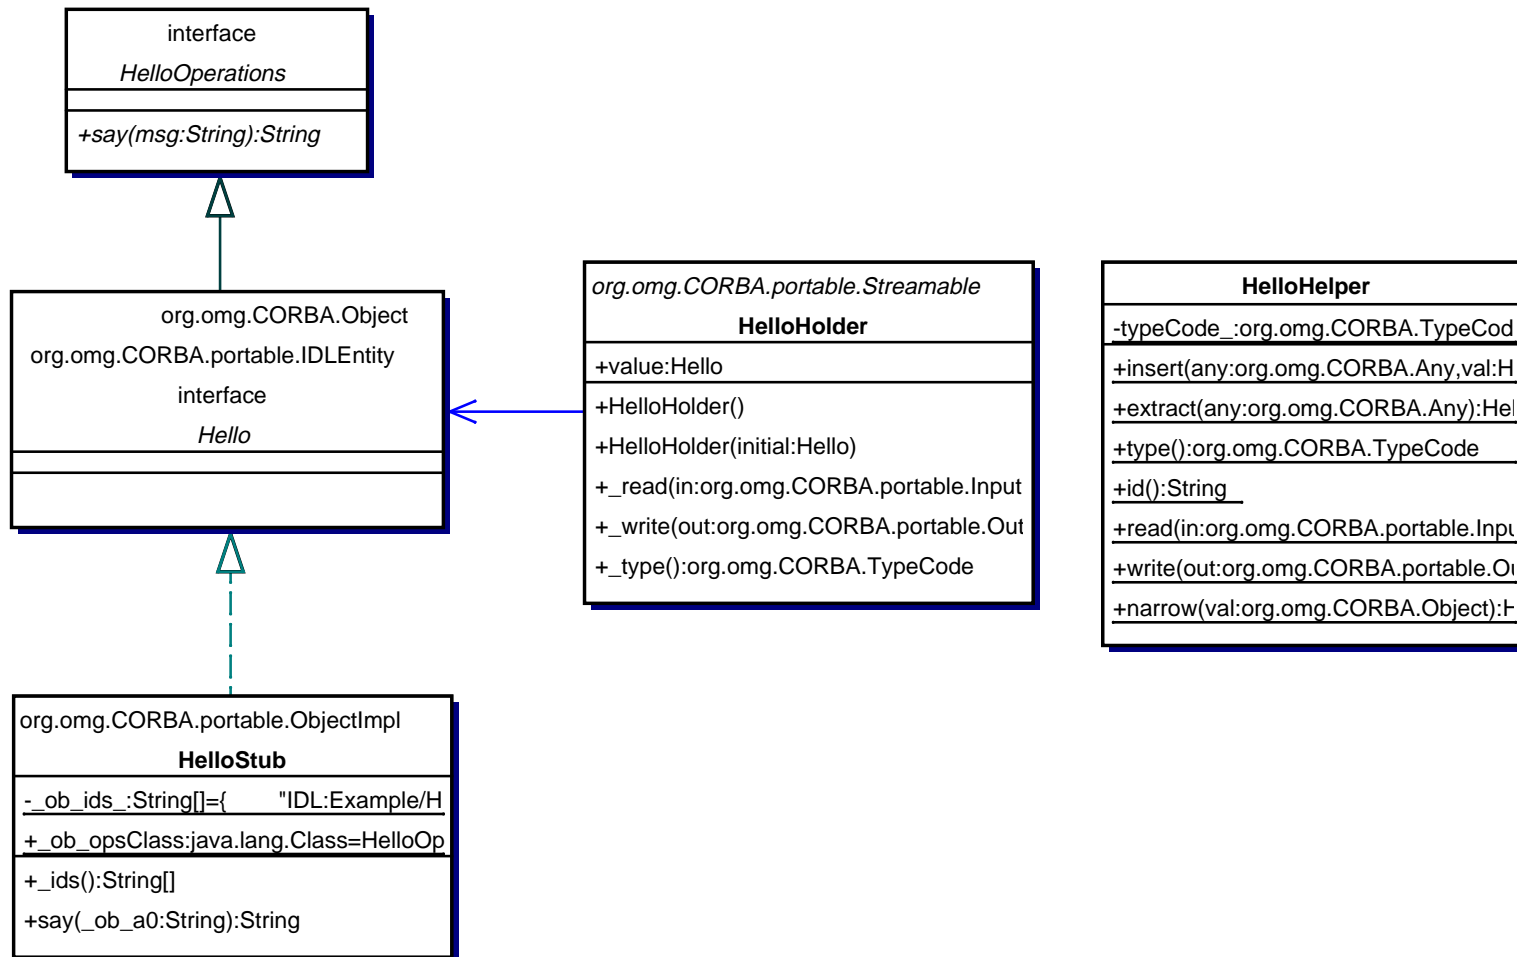 interface
HelloOperations
+say(msg:String):String
org.omg.CORBA.Object
org.omg.CORBA.portable.IDLEntity
interface
Hello
org.omg.CORBA.portable.Streamable
HelloHolder
+value:Hello
+HelloHolder()
+HelloHolder(initial:Hello)
+_read(in:org.omg.CORBA.portable.Input
+_write(out:org.omg.CORBA.portable.Out
+_type():org.omg.CORBA.TypeCode
HelloHelper
-typeCode_:org.omg.CORBA.TypeCod
+insert(any:org.omg.CORBA.Any,val:H
+extract(any:org.omg.CORBA.Any):Hel
+type():org.omg.CORBA.TypeCode
+id():String
+read(in:org.omg.CORBA.portable.Inpu
+write(out:org.omg.CORBA.portable.Ou
+narrow(val:org.omg.CORBA.Object):H
org.omg.CORBA.portable.ObjectImpl
HelloStub
-_ob_ids_:String[]={ "IDL:Example/H
+_ob_opsClass:java.lang.Class=HelloOp
+_ids():String[]
+say(_ob_a0:String):String